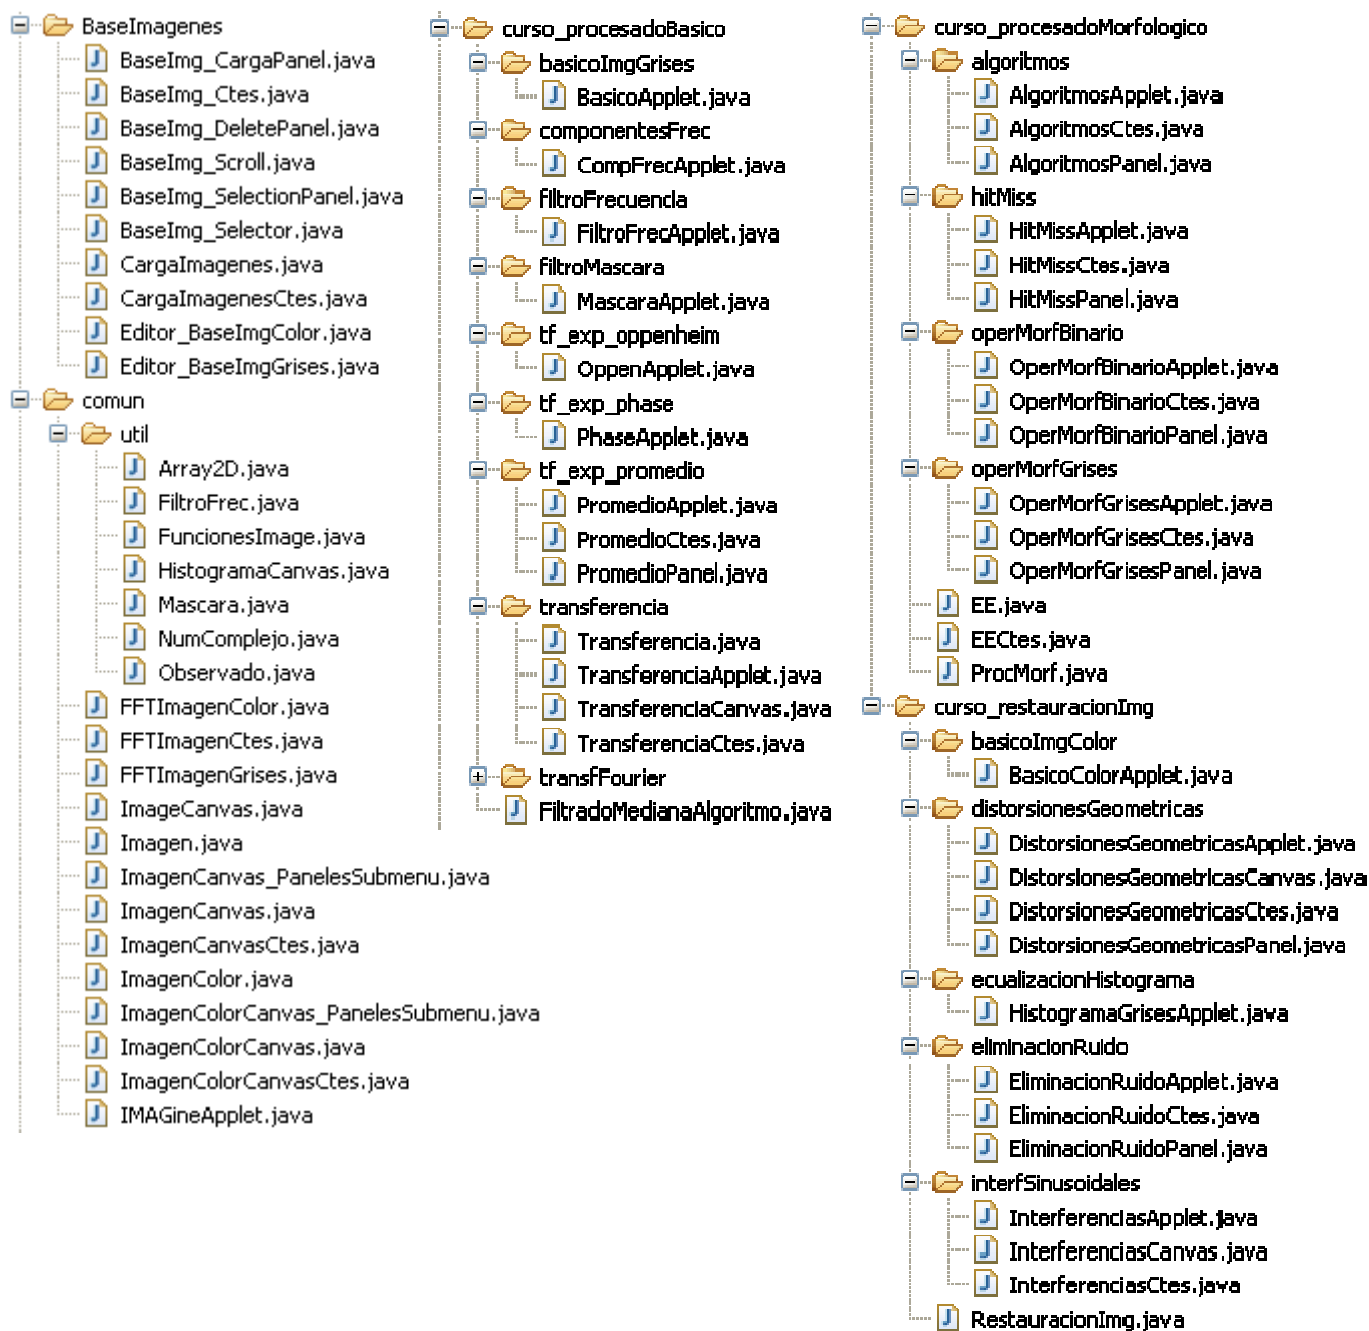 BaseImagenes
BaseImg_CargaPanel.java
BaseImg_Ctes.java
BaseImg_DeletePanel.java
BaseImg_Scroll.java
BaseImg_SelectionPanel.java
BaseImg_Selector.java
CargaImagenes.java
CargaImagenesCtes.java
Editor_BaseImgColor.java
Editor_BaseImgGrises.java
comun
util
Array2D.java
FiltroFrec.java
FuncionesImage.java
HistogramaCanvas.java
Mascara.java
NumComplejo.java
Observado.java
FFTImagenColor.java
FFTImagenCtes.java
FFTImagenGrises.java
ImageCanvas.java
Imagen.java
ImagenCanvas_PanelesSubmenu.java
ImagenCanvas.java
ImagenCanvasCtes.java
ImagenColor.java
ImagenColorCanvas_PanelesSubmenu.java
ImagenColorCanvas.java
ImagenColorCanvasCtes.java
IMAGineApplet.java
curso_procesadoBasico
basicoImgGrises
BasicoApplet.java
componentesFrec
CompFrecApplet.java
filtroFrecuencia
FiltroFrecApplet.java
filtroMascara
MascaraApplet.java
tf_exp_oppenheim
OppenApplet.java
tf_exp_phase
PhaseApplet.java
tf_exp_promedio
PromedioApplet.java
PromedioCtes.java
PromedioPanel.java
transferencia
Transferencia.java
TransferenciaApplet.java
TransferenciaCanvas.java
TransferenciaCtes.java
transfFourier
FiltradoMedianaAlgoritmo.java
curso_procesadoMorfologico
algoritmos
AlgoritmosApplet.java
AlgoritmosCtes.java
AlgoritmosPanel.java
hitMiss
HitMissApplet.java
HitMissCtes.java
HitMissPanel.java
operMorfBinario
OperMorfBinarioApplet.java
OperMorfBinarioCtes.java
OperMorfBinarioPanel.java
operMorfGrises
OperMorfGrisesApplet.java
OperMorfGrisesCtes.java
OperMorfGrisesPanel.java
EE.java
EECtes.java
ProcMorf.java
curso_restauracionImg
basicoImgColor
BasicoColorApplet.java
distorsionesGeometricas
DistorsionesGeometricasApplet.java
DistorsionesGeometricasCanvas.java
DistorsionesGeometricasCtes.java
DistorsionesGeometricasPanel.java
ecualizacionHistograma
HistogramaGrisesApplet.java
eliminacionRuido
EliminacionRuidoApplet.java
EliminacionRuidoCtes.java
EliminacionRuidoPanel.java
interfSinusoidales
InterferenciasApplet.java
InterferenciasCanvas.java
InterferenciasCtes.java
RestauracionImg.java